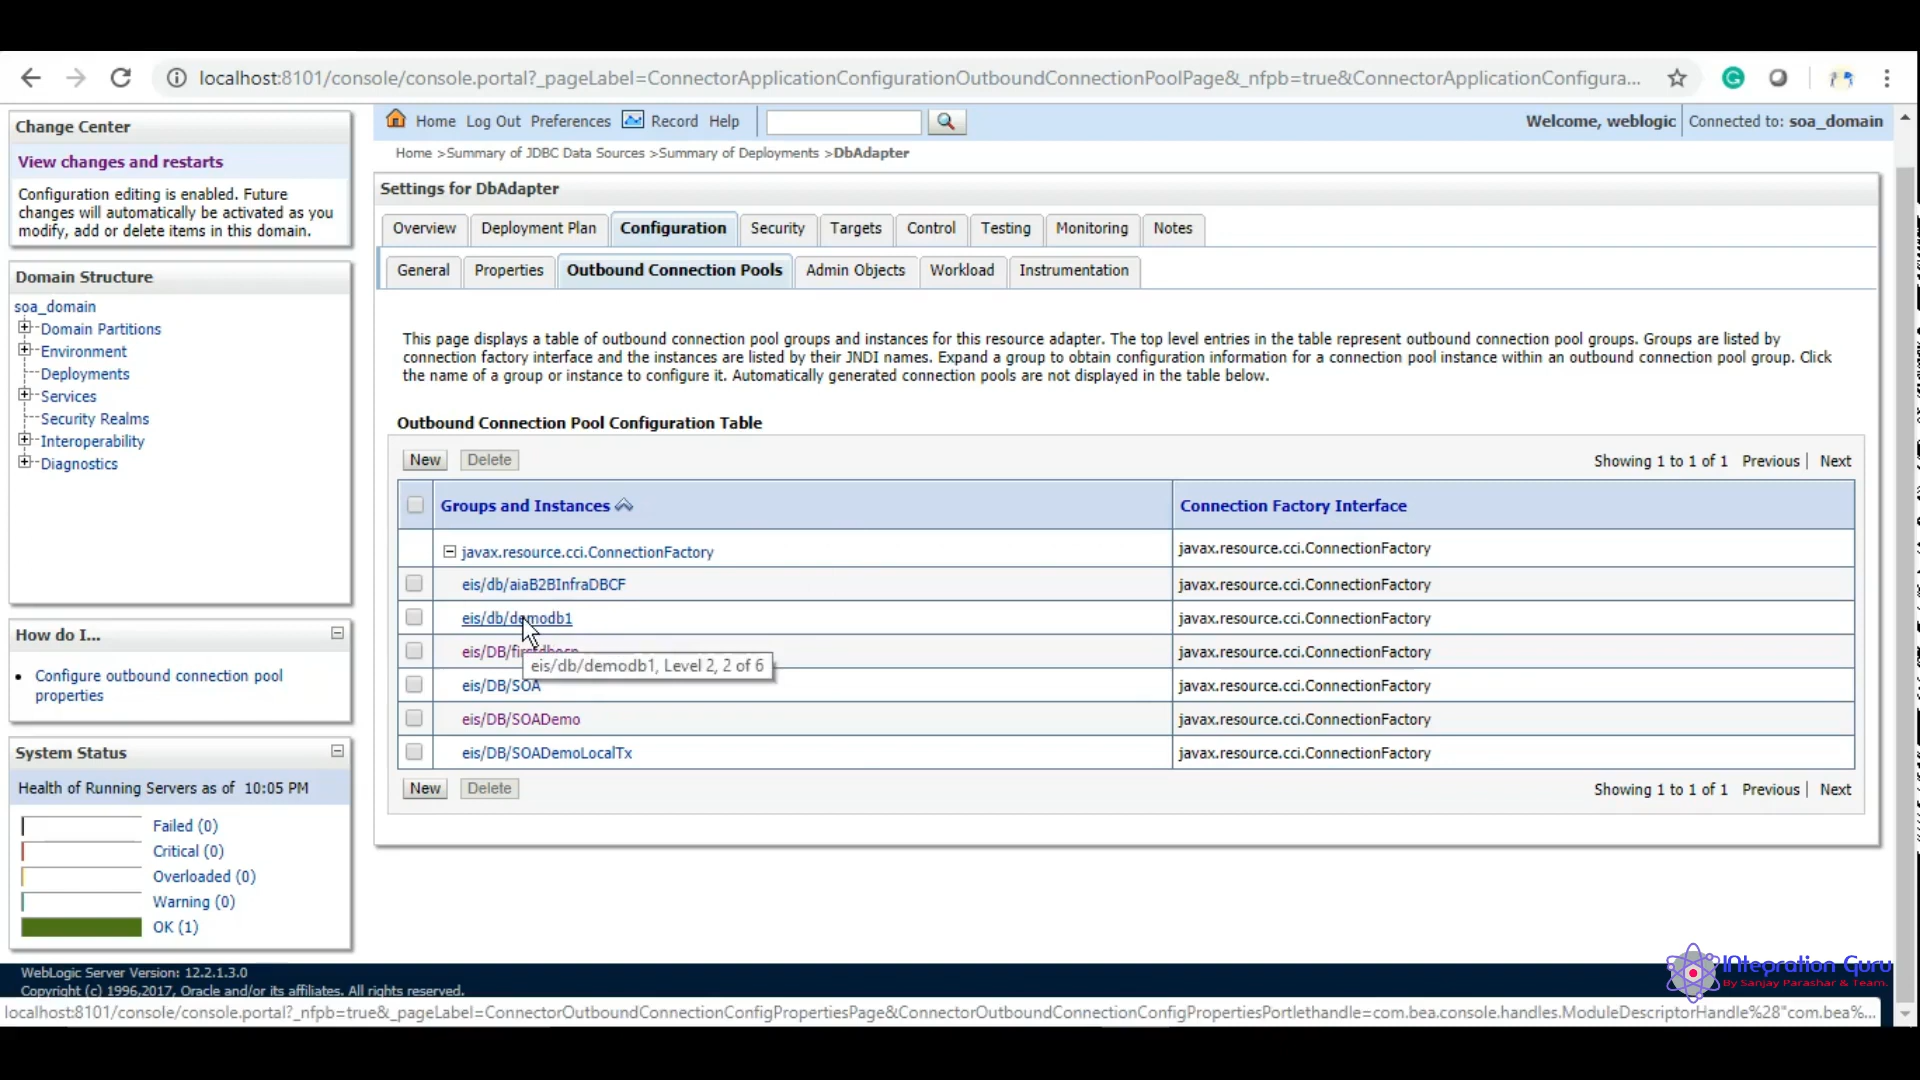 localhost:8101/console/console.portal?_pageLabel=ConnectorApplicationConfigurationOutboundConnectionPoolPage&_nfpb=true&ConnectorApplicationConfigura...
Change Center
View changes and restarts
Configuration editing is enabled. Future
changes will automatically be activated as you
modify, add or delete items in this domain.
Domain Structure
soa_domain
Domain Partitions
Environment
Deployments
Services
Security Realms
Interoperability
Diagnostics
How do I...
Configure outbound connection pool
properties
System Status
Health of Running Servers as of 10:05 PM
Failed (0)
Critical (0)
Overloaded (0)
Warning (0)
OK (1)
Home Log Out Preferences Record Help
Welcome, weblogic Connected to: soa_domain
Home >Summary of JDBC Data Sources >Summary of Deployments >DbAdapter
Settings for DbAdapter
Overview Deployment Plan Configuration Security Targets Control Testing Monitoring Notes
General Properties Outbound Connection Pools Admin Objects Workload Instrumentation
This page displays a table of outbound connection pool groups and instances for this resource adapter. The top level entries in the table represent outbound connection pool groups. Groups are listed by
connection factory interface and the instances are listed by their JNDI names. Expand a group to obtain configuration information for a connection pool instance within an outbound connection pool group. Click
the name of a group or instance to configure it. Automatically generated connection pools are not displayed in the table below.
Outbound Connection Pool Configuration Table
New Delete Showing 1 to 1 of 1 Previous | Next
Groups and Instances Connection Factory Interface
javax.resource.cci.ConnectionFactory javax.resource.cci.ConnectionFactory
eis/db/aiaB2BInfraDBCF javax.resource.cci.ConnectionFactory
eis/db/demodb1 javax.resource.cci.ConnectionFactory
javax.resource.cci.ConnectionFactory
eis/db/demodb1, Level 2, 2 of 6
eis/DB/SOA javax.resource.cci.ConnectionFactory
eis/DB/SOADemo javax.resource.cci.ConnectionFactory
eis/DB/SOADemoLocalTx javax.resource.cci.ConnectionFactory
New Delete Showing 1 to 1 of 1 Previous | Next
WebLogic Server Version: 12.2.1.3.0
Copyright (c) 1996,2017, Oracle and/or its affiliates. All rights reserved.
INtegration Guru
By Sanjay Parashar & Team.
localhost:8101/console/console.portal?_nfpb=true&_pageLabel=ConnectorOutboundConnectionConfigPropertiesPage&ConnectorOutboundConnectionConfigPropertiesPortlethandle=com.bea.console.handles.ModuleDescriptorHandle%28"com.bea%...